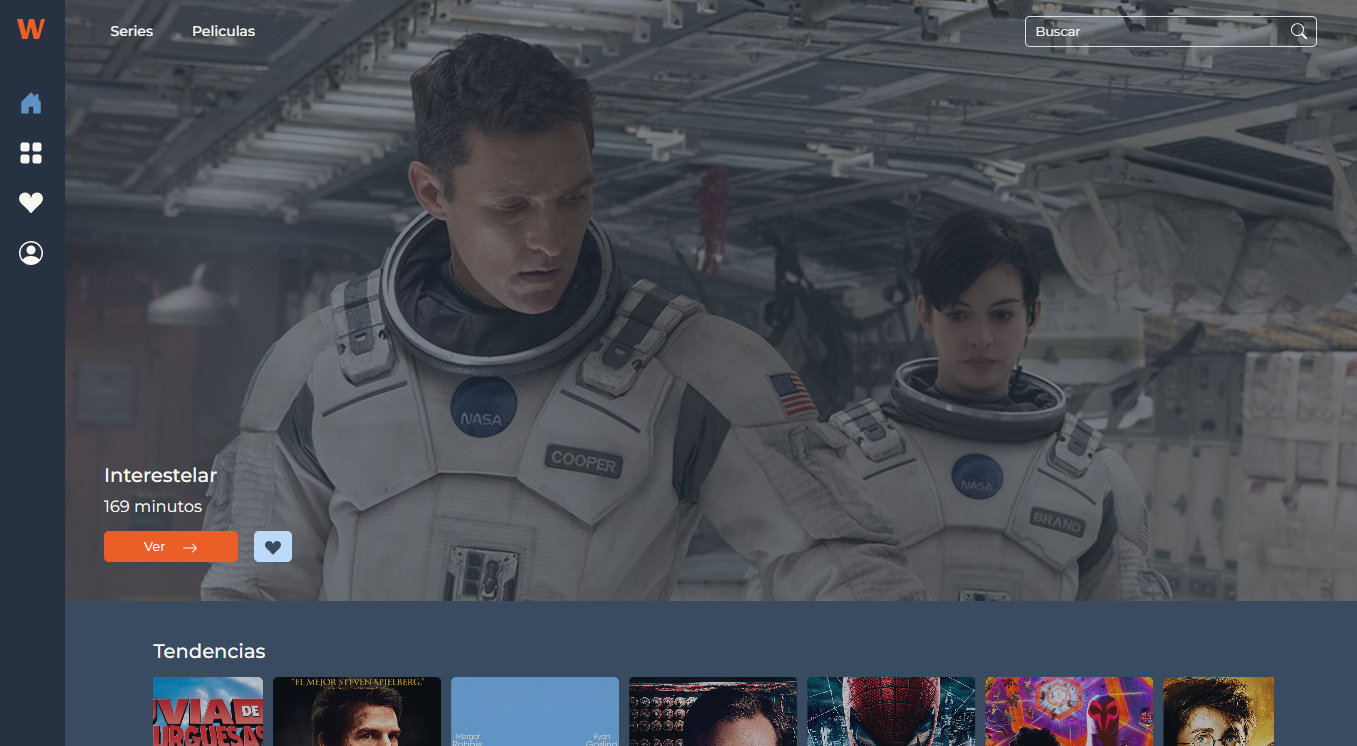 W
Series
Peliculas
Buscar
NASA
COOPER
NASA
BRAND
Interestelar
169 minutos
Ver
Tendencias
VIA DE
URGUESAS
"EL MEJOR STEVEN SPIELBERG."
Margot
Robbie
Ryan
Gosling